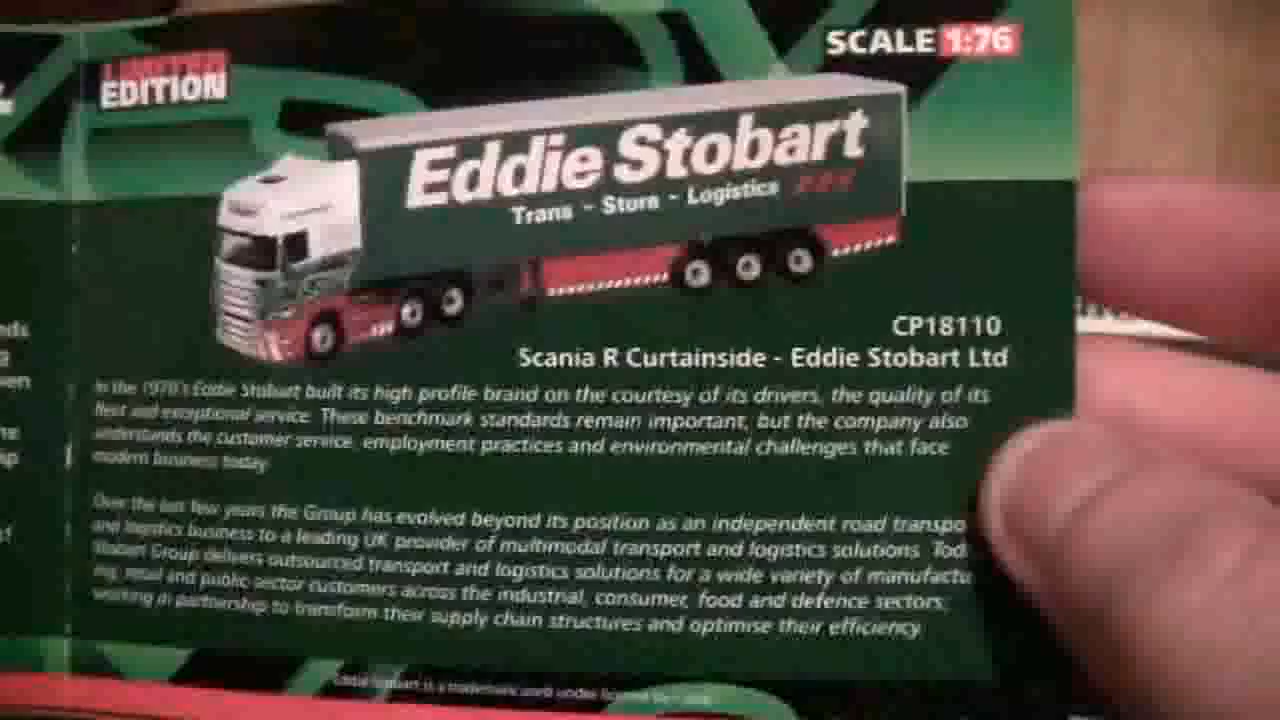 SCALE 1:76
LIMITED
EDITION
Eddie Stobart
Trans - Store - Logistics
CP18110
Scania R Curtainside - Eddie Stobart Ltd
In the 1970's Eddie Stobart built its high profile brand on the courtesy of its drivers, the quality of its
fleet and exceptional service. These benchmark standards remain important, but the company also
understands the customer service, employment practices and environmental challenges that face
modern business today.
Over the last few years the Group has evolved beyond its position as an independent road transpo
and logistics business to a leading UK provider of multimodal transport and logistics solutions. Tod
Stobart Group delivers outsourced transport and logistics solutions for a wide variety of manufactu
ing, retail and public sector customers across the industrial, consumer, food and defence sectors,
working in partnership to transform their supply chain structures and optimise their efficiency.
Eddie Stobart is a trademark used under